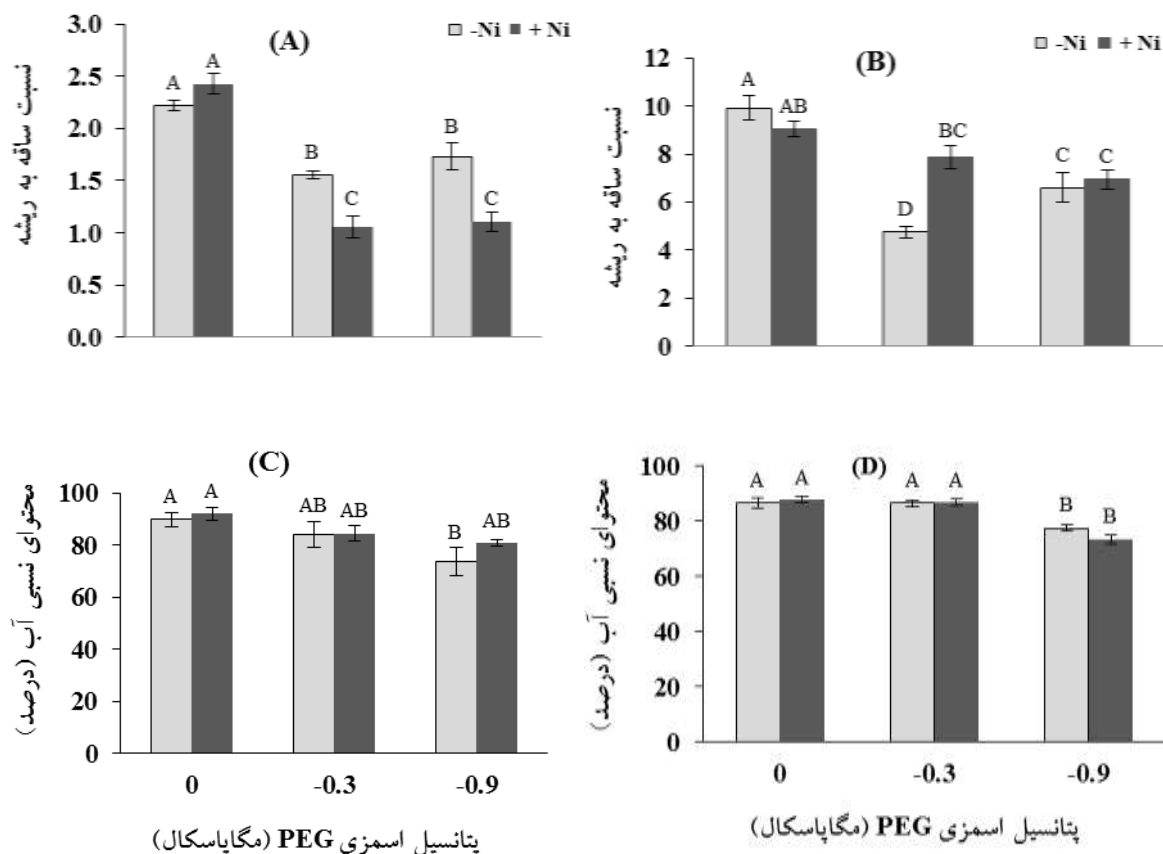 (A)
-Ni + Ni
نسبت ساقه به ریشه
3.0
2.5
2.0
1.5
1.0
0.5
0.0
A A B C B C
(B)
-Ni + Ni
نسبت ساقه به ریشه
12
10
8
6
4
2
0
A AB D BC C C
(C)
محتوای نسبی آب (درصد)
100
80
60
40
20
0
A A AB AB B AB
0 -0.3 -0.9
پتانسیل اسمزی PEG (مگاپاسکال)
(D)
محتوای نسبی آب (درصد)
100
80
60
40
20
0
A A A A B B
0 -0.3 -0.9
پتانسیل اسمزی PEG (مگاپاسکال)